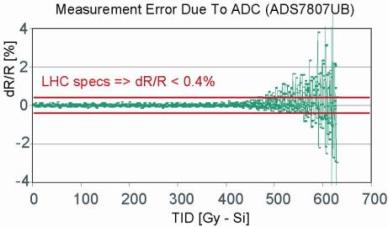 Measurement Error Due To ADC (ADS7807UB)
4
2
0
-2
-4
dR/R [%]
LHC specs => dR/R < 0.4%
0 100 200 300 400 500 600 700
TID [Gy - Si]